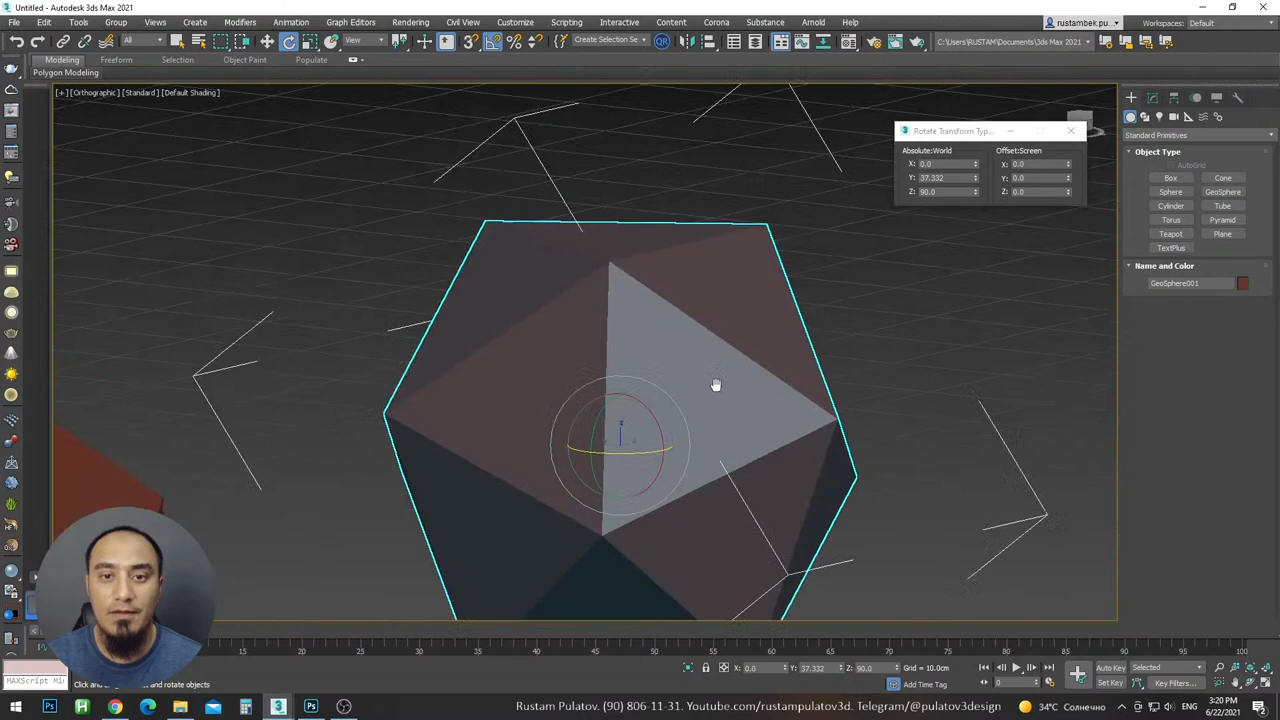 Untitled - Autodesk 3ds Max 2021
File Edit Tools Group Views Create Modifiers Animation Graph Editors Rendering Civil View Customize Scripting Interactive Content Corona Substance Arnold Help
rustambek.pu...
Workspaces: Default
All
View
Create Selection Se
C:\Users\RUSTAM\Documents\3ds Max 2021
Modeling Freeform Selection Object Paint Populate
Polygon Modeling
[+] [Orthographic] [Standard] [Default Shading]
Rotate Transform Typ...
Absolute:World Offset:Screen
X: 0.0 X: 0.0
Y: 37.332 Y: 0.0
Z: 90.0 Z: 0.0
Standard Primitives
Object Type
AutoGrid
Box Cone
Sphere GeoSphere
Cylinder Tube
Torus Pyramid
Teapot Plane
TextPlus
Name and Color
GeoSphere001
z
20 25 30 35 40 45 50 55 60 65 70 75 80 85 90 95 100
MAXScript Mi
Click and
rotate objects
X: 0.0 Y: 37.332 Z: 90.0 Grid = 10.0cm
Add Time Tag
0
Auto Key Selected
Set Key Key Filters...
Rustam Pulatov. (90) 806-11-31. Youtube.com/rustampulatov3d. Telegram/@pulatov3design
34°C Солнечно
ENG
3:20 PM
6/22/2021